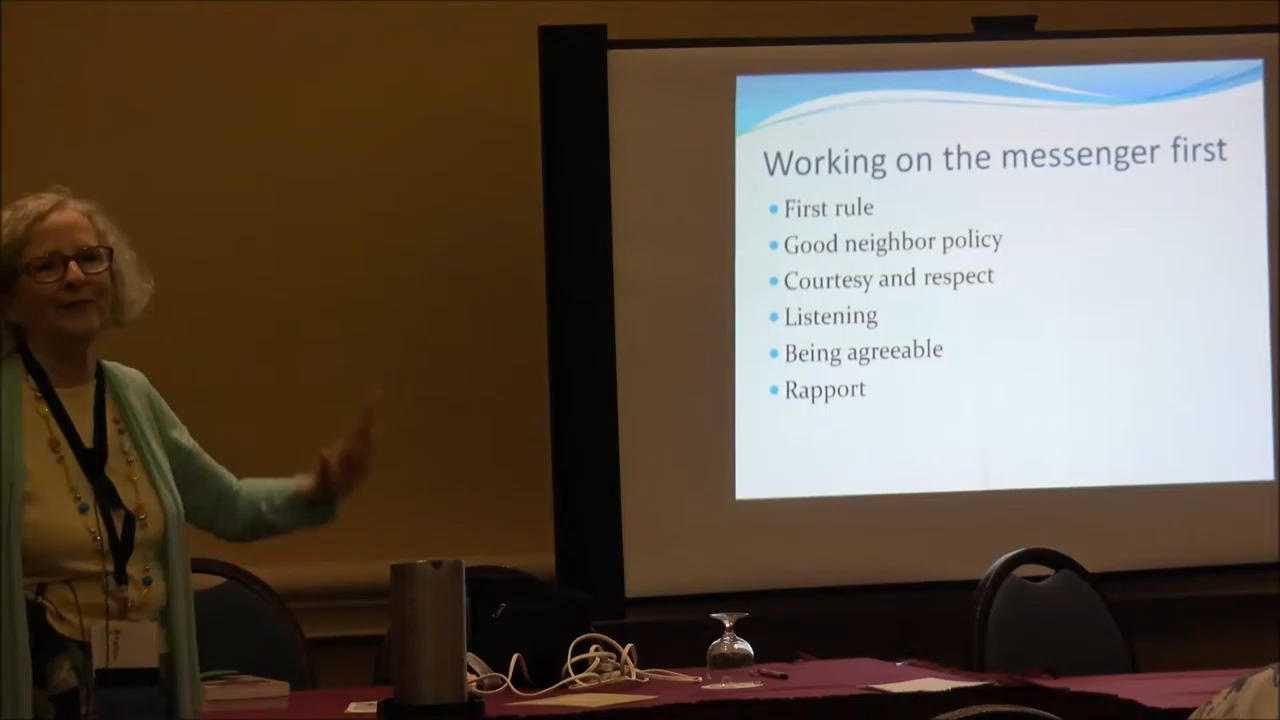 Working on the messenger first
First rule
Good neighbor policy
Courtesy and respect
Listening
Being agreeable
Rapport